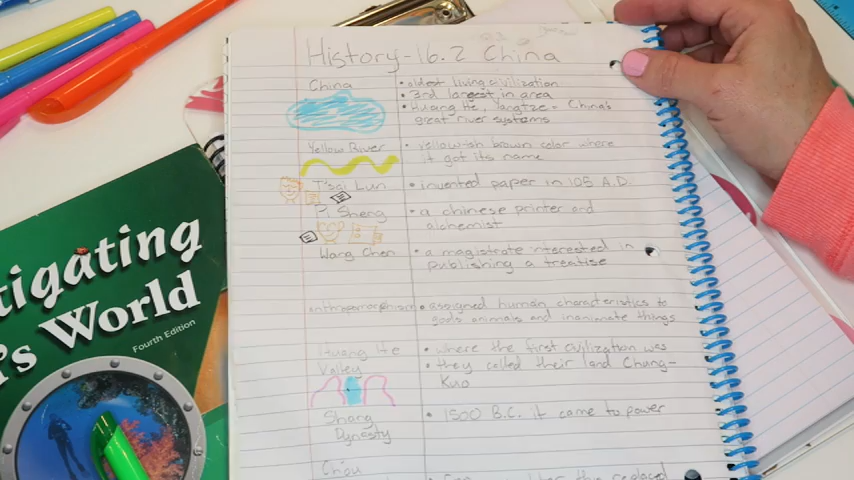 History-16.2 China
China
• oldest living civilization
• 3rd largest in area
• Huang He, Yangtze - China's
great river systems
Yellow River
• yellowish brown color where
it got its name
T'sai Lun
• invented paper in 105 A.D.
Pi Sheng
• a chinese printer and
alchemist
Wang Chen
• a magistrate interested in
publishing a treatise
anthropomorphism
• assigned human characteristics to
gods animals and inanimate things
Huang He
Valley
• where the first civilization was
• they called their land Chung-
Kuo
Shang
Dynasty
• 1500 B.C. it came to power
Chou
replaced
tigating
's World
Fourth Edition